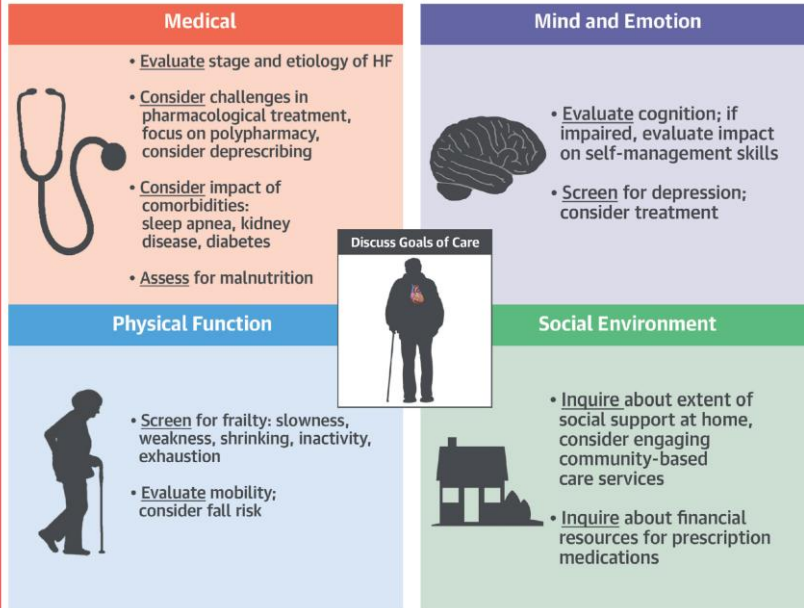 Medical
• Evaluate stage and etiology of HF
• Consider challenges in
pharmacological treatment,
focus on polypharmacy,
consider deprescribing
• Consider impact of
comorbidities:
sleep apnea, kidney
disease, diabetes
• Assess for malnutrition
Mind and Emotion
• Evaluate cognition; if
impaired, evaluate impact
on self-management skills
• Screen for depression;
consider treatment
Discuss Goals of Care
Physical Function
• Screen for frailty: slowness,
weakness, shrinking, inactivity,
exhaustion
• Evaluate mobility;
consider fall risk
Social Environment
• Inquire about extent of
social support at home,
consider engaging
community-based
care services
• Inquire about financial
resources for prescription
medications